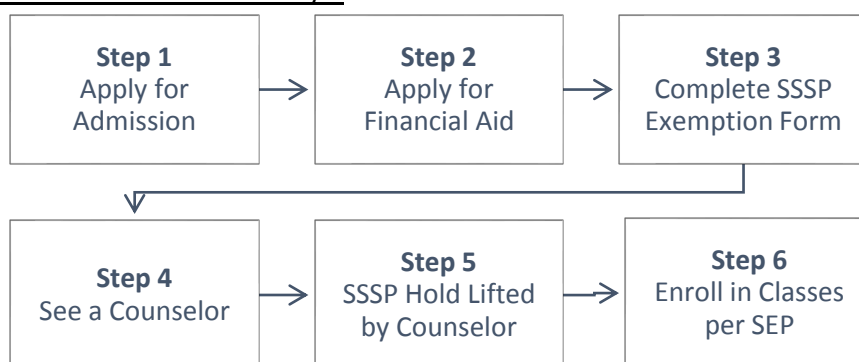 Step 1
Apply for
Admission
Step 2
Apply for
Financial Aid
Step 3
Complete SSSP
Exemption Form
Step 4
See a Counselor
Step 5
SSSP Hold Lifted
by Counselor
Step 6
Enroll in Classes
per SEP